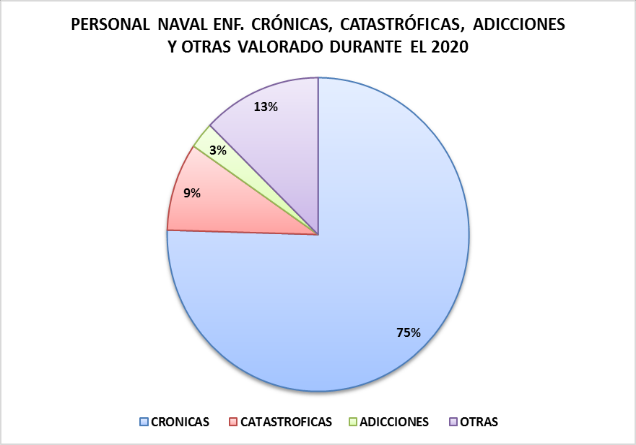 PERSONAL NAVAL ENF. CRÓNICAS, CATASTRÓFICAS, ADICCIONES
Y OTRAS VALORADO DURANTE EL 2020
13%
3%
9%
75%
CRONICAS CATASTROFICAS ADICCIONES OTRAS